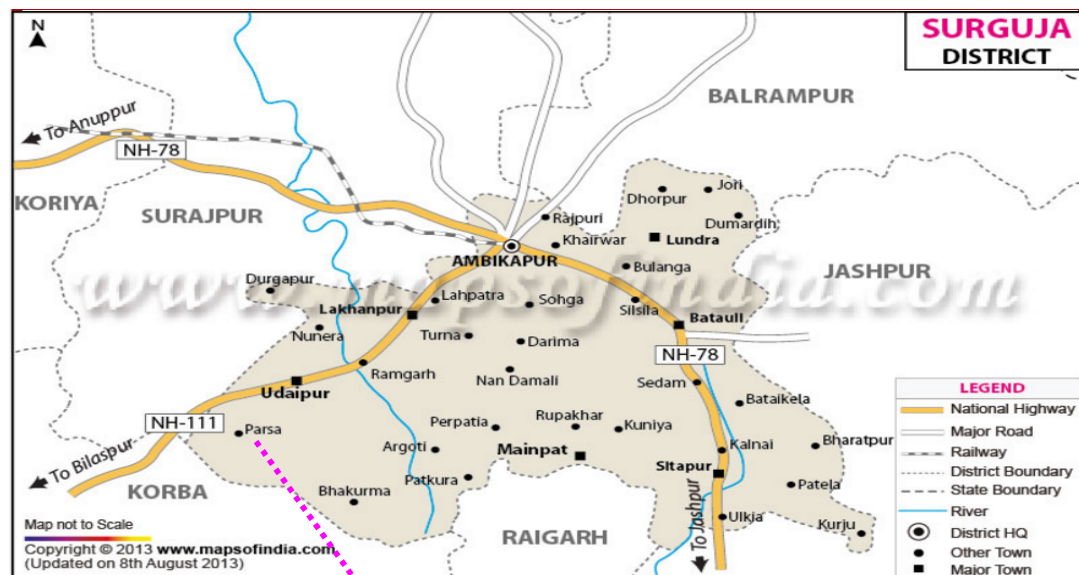 N
SURGUJA
DISTRICT
BALRAMPUR
To Anuppur
NH-78
KORIYA
SURAJPUR
Jori
Dhorpur
Dumardih
Rajpuri
Lundra
Khairwar
AMBIKAPUR
Bulanga
JASHPUR
www.mapsofindia.com
Durgapur
Lahpatra
Sohga
Silsila
Lakhanpur
Batauli
Nunera
Turna
Darima
NH-78
Ramgarh
Nan Damali
Sedam
Udaipur
Bataikela
NH-111
Parsa
Perpatia
Rupakhar
Kuniya
Argoti
Mainpat
Kalnai
Bharatpur
To Bilaspur
KORBA
Patkura
Sitapur
Patela
Bhakurma
Ulkia
Kurju
RAIGARH
To Jashpur
Map not to Scale
Copyright © 2013 www.mapsofindia.com
(Updated on 8th August 2013)
LEGEND
National Highway
Major Road
Railway
District Boundary
State Boundary
River
District HQ
Other Town
Major Town